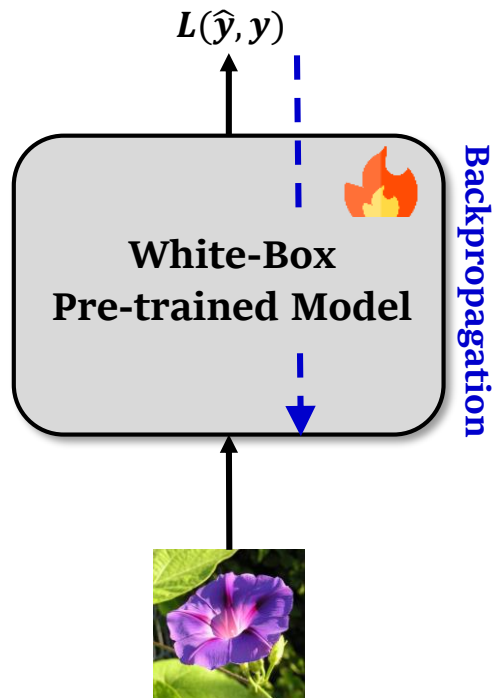 L(ŷ, y)
White-Box
Pre-trained Model
Backpropagation